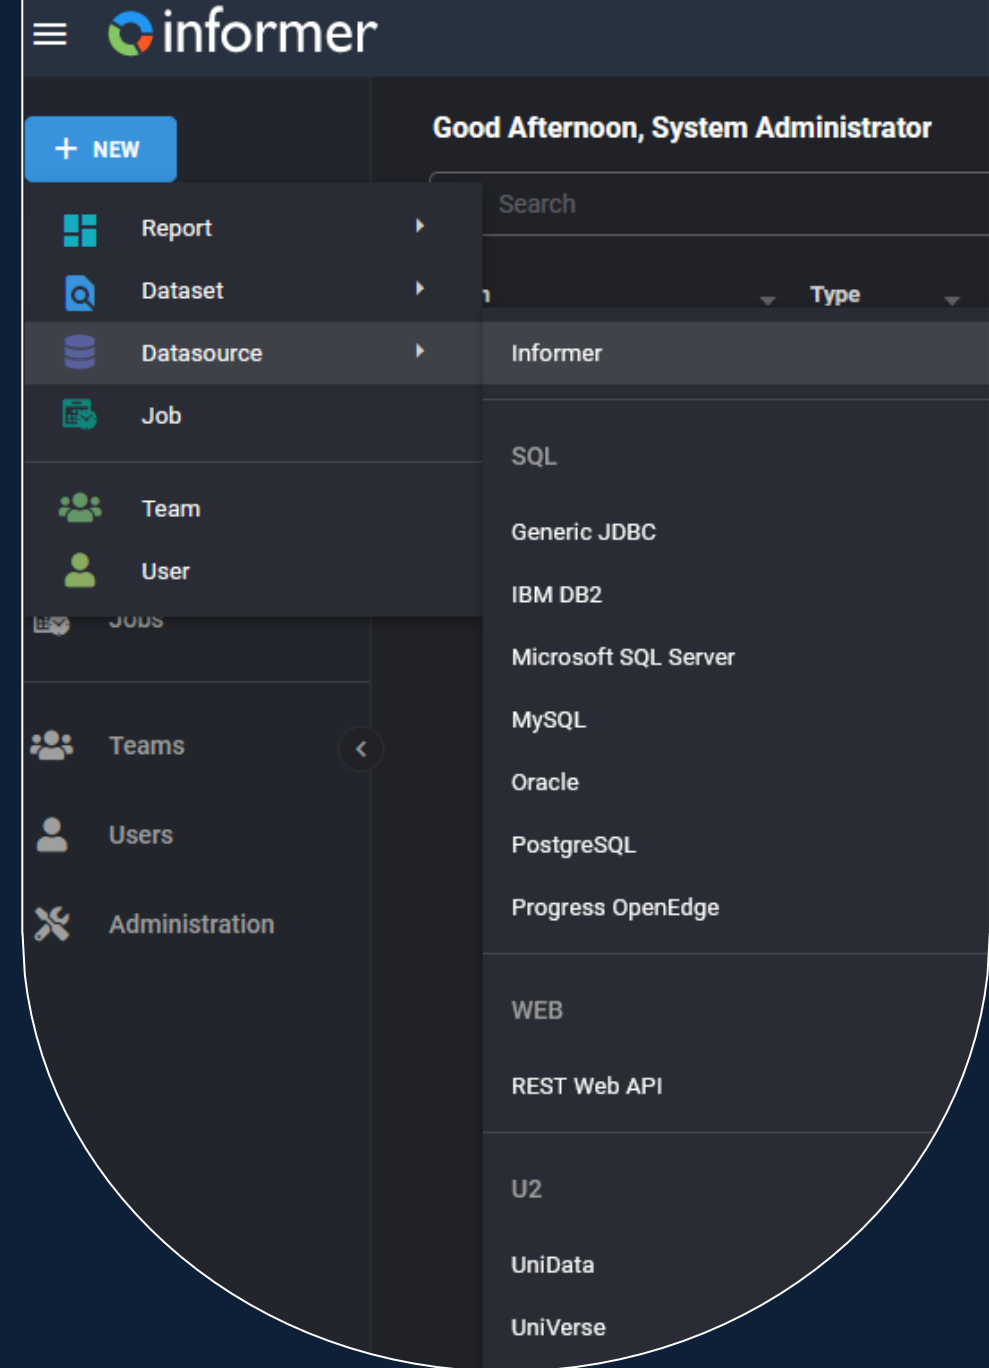 informer
+ NEW
Good Afternoon, System Administrator
Search
Report
Dataset
Datasource
Job
Team
User
Jobs
Teams
Users
Administration
n
Type
Informer
SQL
Generic JDBC
IBM DB2
Microsoft SQL Server
MySQL
Oracle
PostgreSQL
Progress OpenEdge
WEB
REST Web API
U2
UniData
UniVerse